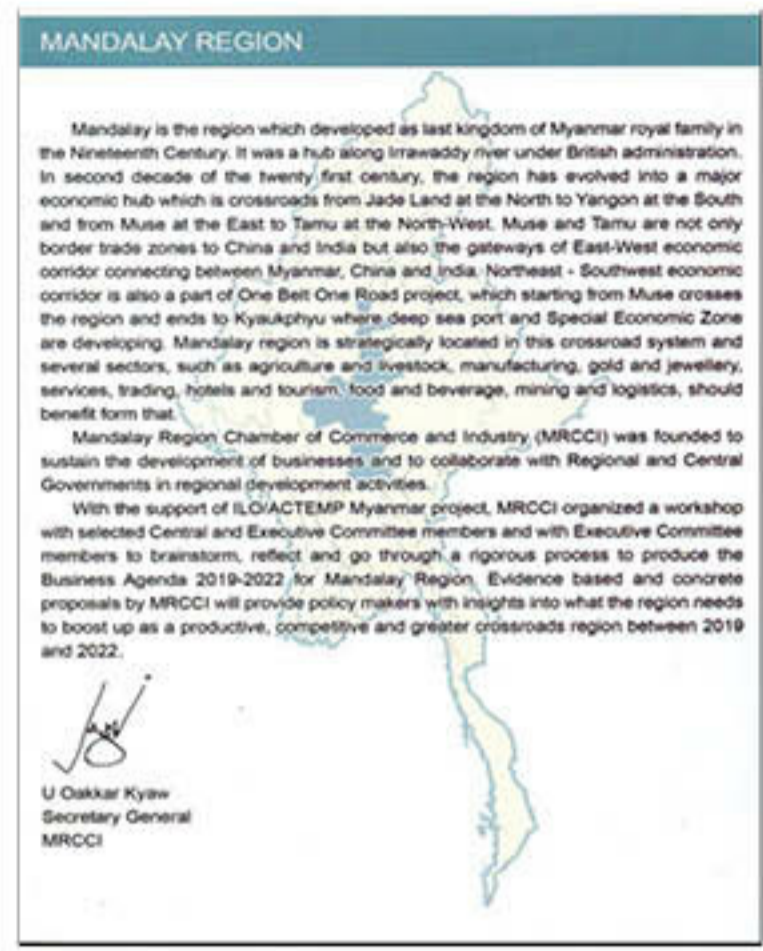 MANDALAY REGION
Mandalay is the region which developed as last kingdom of Myanmar royal family in
the Nineteenth Century. It was a hub along Irrawaddy river under British administration.
In second decade of the twenty first century, the region has evolved into a major
economic hub which is crossroads from Jade Land at the North to Yangon at the South
and from Muse at the East to Tamu at the North-West. Muse and Tamu are not only
border trade zones to China and India but also the gateways of East-West economic
corridor connecting between Myanmar, China and India. Northeast - Southwest economic
corridor is also a part of One Belt One Road project, which starting from Muse crosses
the region and ends to Kyaukphyu where deep sea port and Special Economic Zone
are developing. Mandalay region is strategically located in this crossroad system and
several sectors, such as agriculture and livestock, manufacturing, gold and jewellery,
services, trading, hotels and tourism, food and beverage, mining and logistics, should
benefit form that.
Mandalay Region Chamber of Commerce and Industry (MRCCI) was founded to
sustain the development of businesses and to collaborate with Regional and Central
Governments in regional development activities.
With the support of ILO/ACTEMP Myanmar project, MRCCI organized a workshop
with selected Central and Executive Committee members and with Executive Committee
members to brainstorm, reflect and go through a rigorous process to produce the
Business Agenda 2019-2022 for Mandalay Region. Evidence based and concrete
proposals by MRCCI will provide policy makers with insights into what the region needs
to boost up as a productive, competitive and greater crossroads region between 2019
and 2022.
U Oakkar Kyaw
Secretary General
MRCCI